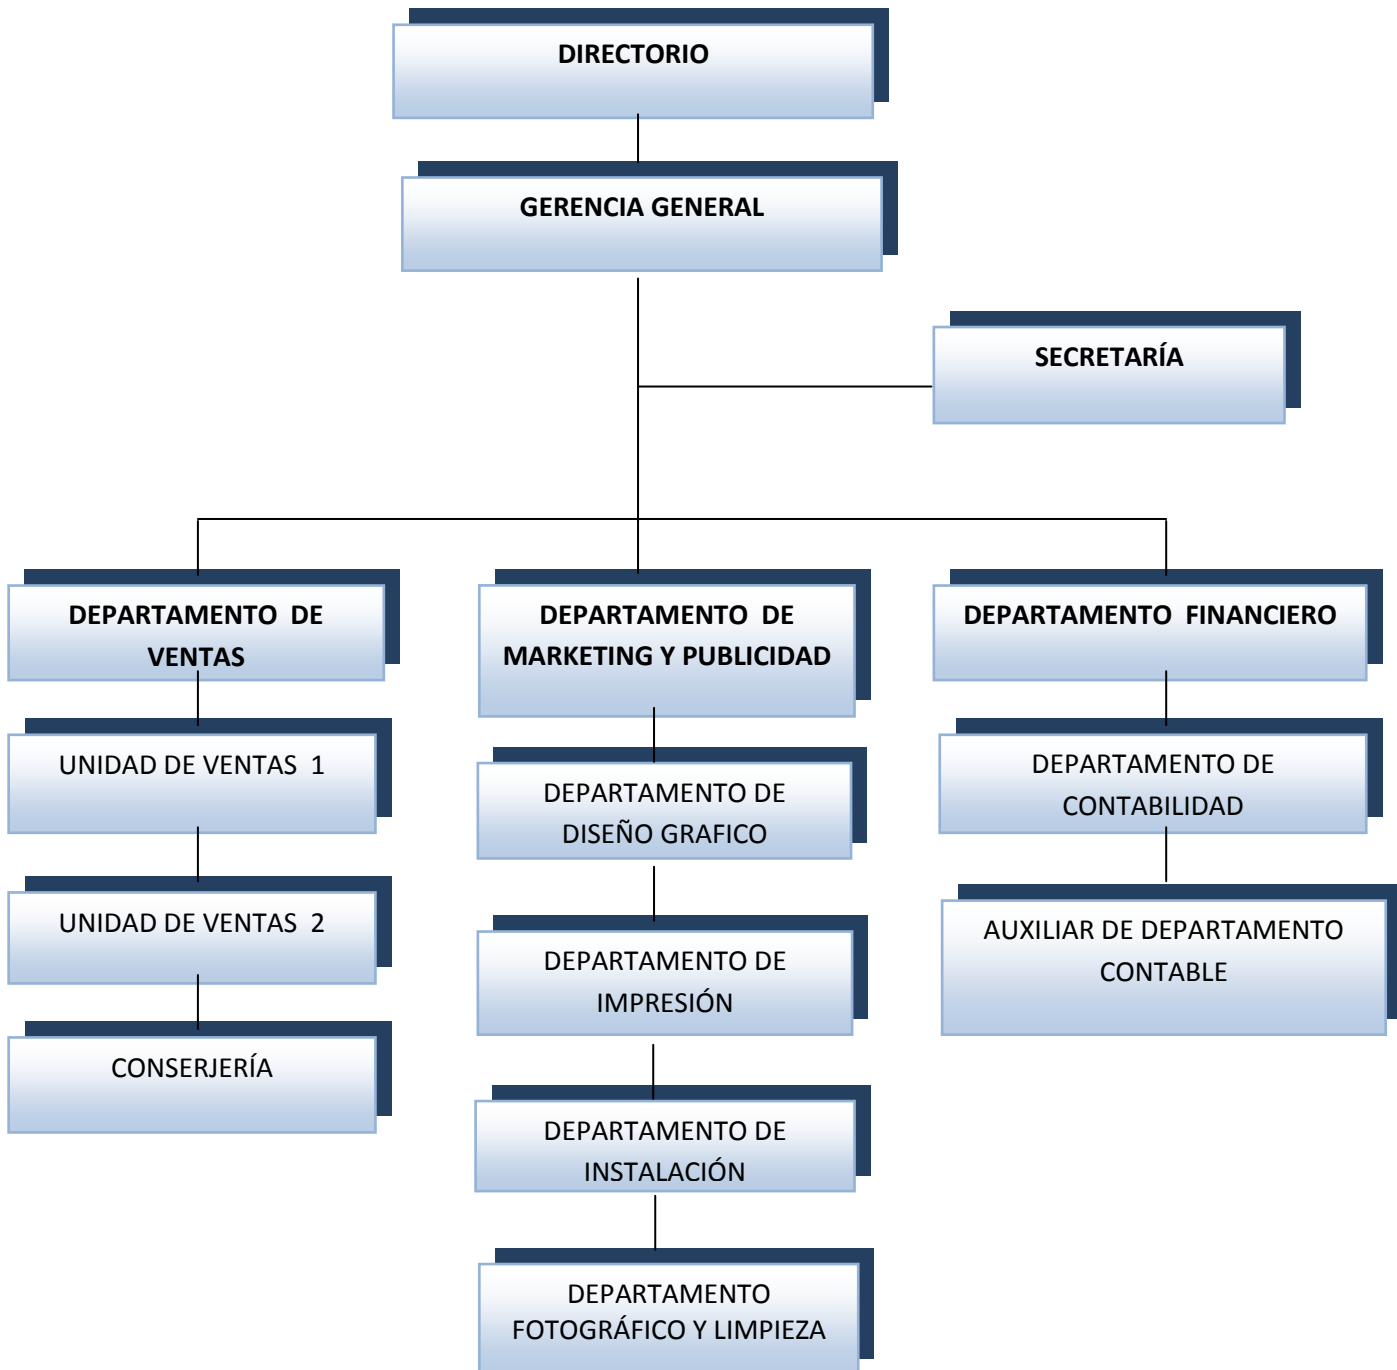 DIRECTORIO
GERENCIA GENERAL
SECRETARÍA
DEPARTAMENTO DE
VENTAS
UNIDAD DE VENTAS 1
UNIDAD DE VENTAS 2
CONSERJERÍA
DEPARTAMENTO DE
MARKETING Y PUBLICIDAD
DEPARTAMENTO DE
DISEÑO GRAFICO
DEPARTAMENTO DE
IMPRESIÓN
DEPARTAMENTO DE
INSTALACIÓN
DEPARTAMENTO
FOTOGRÁFICO Y LIMPIEZA
DEPARTAMENTO FINANCIERO
DEPARTAMENTO DE
CONTABILIDAD
AUXILIAR DE DEPARTAMENTO
CONTABLE